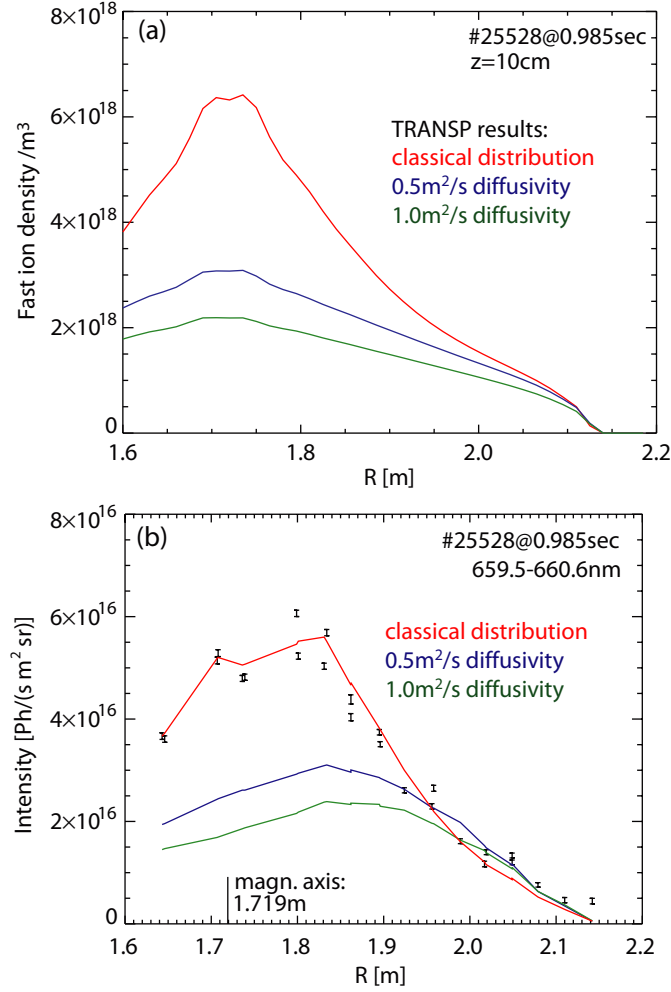 8×10¹⁸
(a)
#25528@0.985sec
z=10cm
6×10¹⁸
TRANSP results:
classical distribution
0.5m²/s diffusivity
1.0m²/s diffusivity
4×10¹⁸
2×10¹⁸
0
Fast ion density /m³
1.6 1.8 2.0 2.2
R [m]
8×10¹⁶
(b)
#25528@0.985sec
659.5-660.6nm
6×10¹⁶
classical distribution
0.5m²/s diffusivity
1.0m²/s diffusivity
4×10¹⁶
2×10¹⁶
magn. axis:
1.719m
0
Intensity [Ph/(s m² sr)]
1.6 1.7 1.8 1.9 2.0 2.1 2.2
R [m]